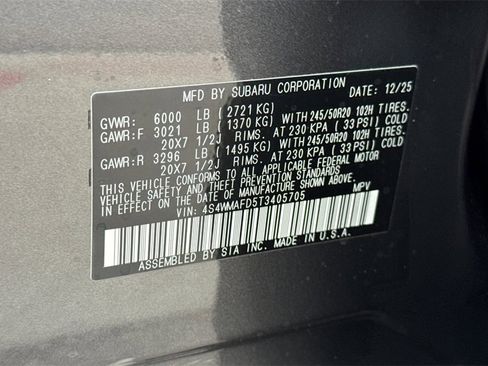 MFD BY SUBARU CORPORATION DATE: 12/25
GVWR: 6000 LB (2721 KG)
GAWR:F 3021 LB (1370 KG) WITH 245/50R20 102H TIRES.
20X7 1/2J RIMS. AT 230 KPA ( 33 PSI) COLD
GAWR:R 3296 LB (1495 KG) WITH 245/50R20 102H TIRES.
20X7 1/2J RIMS. AT 230 KPA ( 33 PSI) COLD
THIS VEHICLE CONFORMS TO ALL APPLICABLE FEDERAL MOTOR
VEHICLE SAFETY AND THEFT PREVENTION STANDARDS
IN EFFECT ON THE DATE OF MANUFACTURE SHOWN ABOVE.
VIN: 4S4WMAFD5T3405705 MPV
ASSEMBLED BY SIA INC. MADE IN U.S.A.